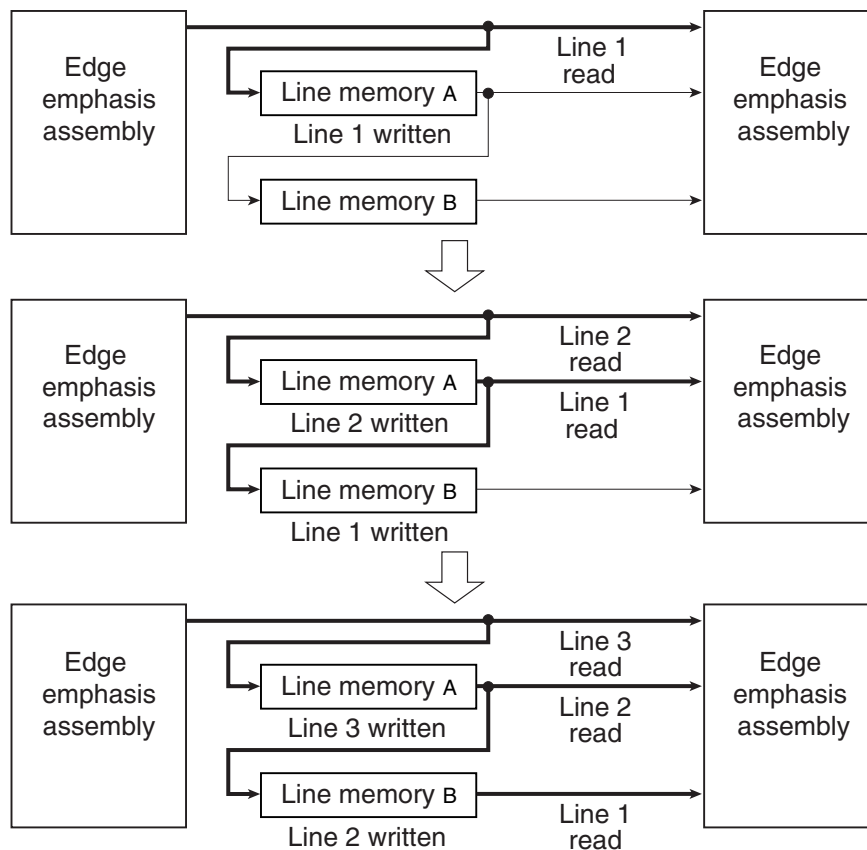 Edge
emphasis
assembly
Line 1
read
Edge
emphasis
assembly
Line memory A
Line 1 written
Line memory B
Edge
emphasis
assembly
Line 2
read
Edge
emphasis
assembly
Line memory A
Line 1
read
Line 2 written
Line memory B
Line 1 written
Edge
emphasis
assembly
Line 3
read
Edge
emphasis
assembly
Line memory A
Line 2
read
Line 3 written
Line memory B
Line 1
read
Line 2 written